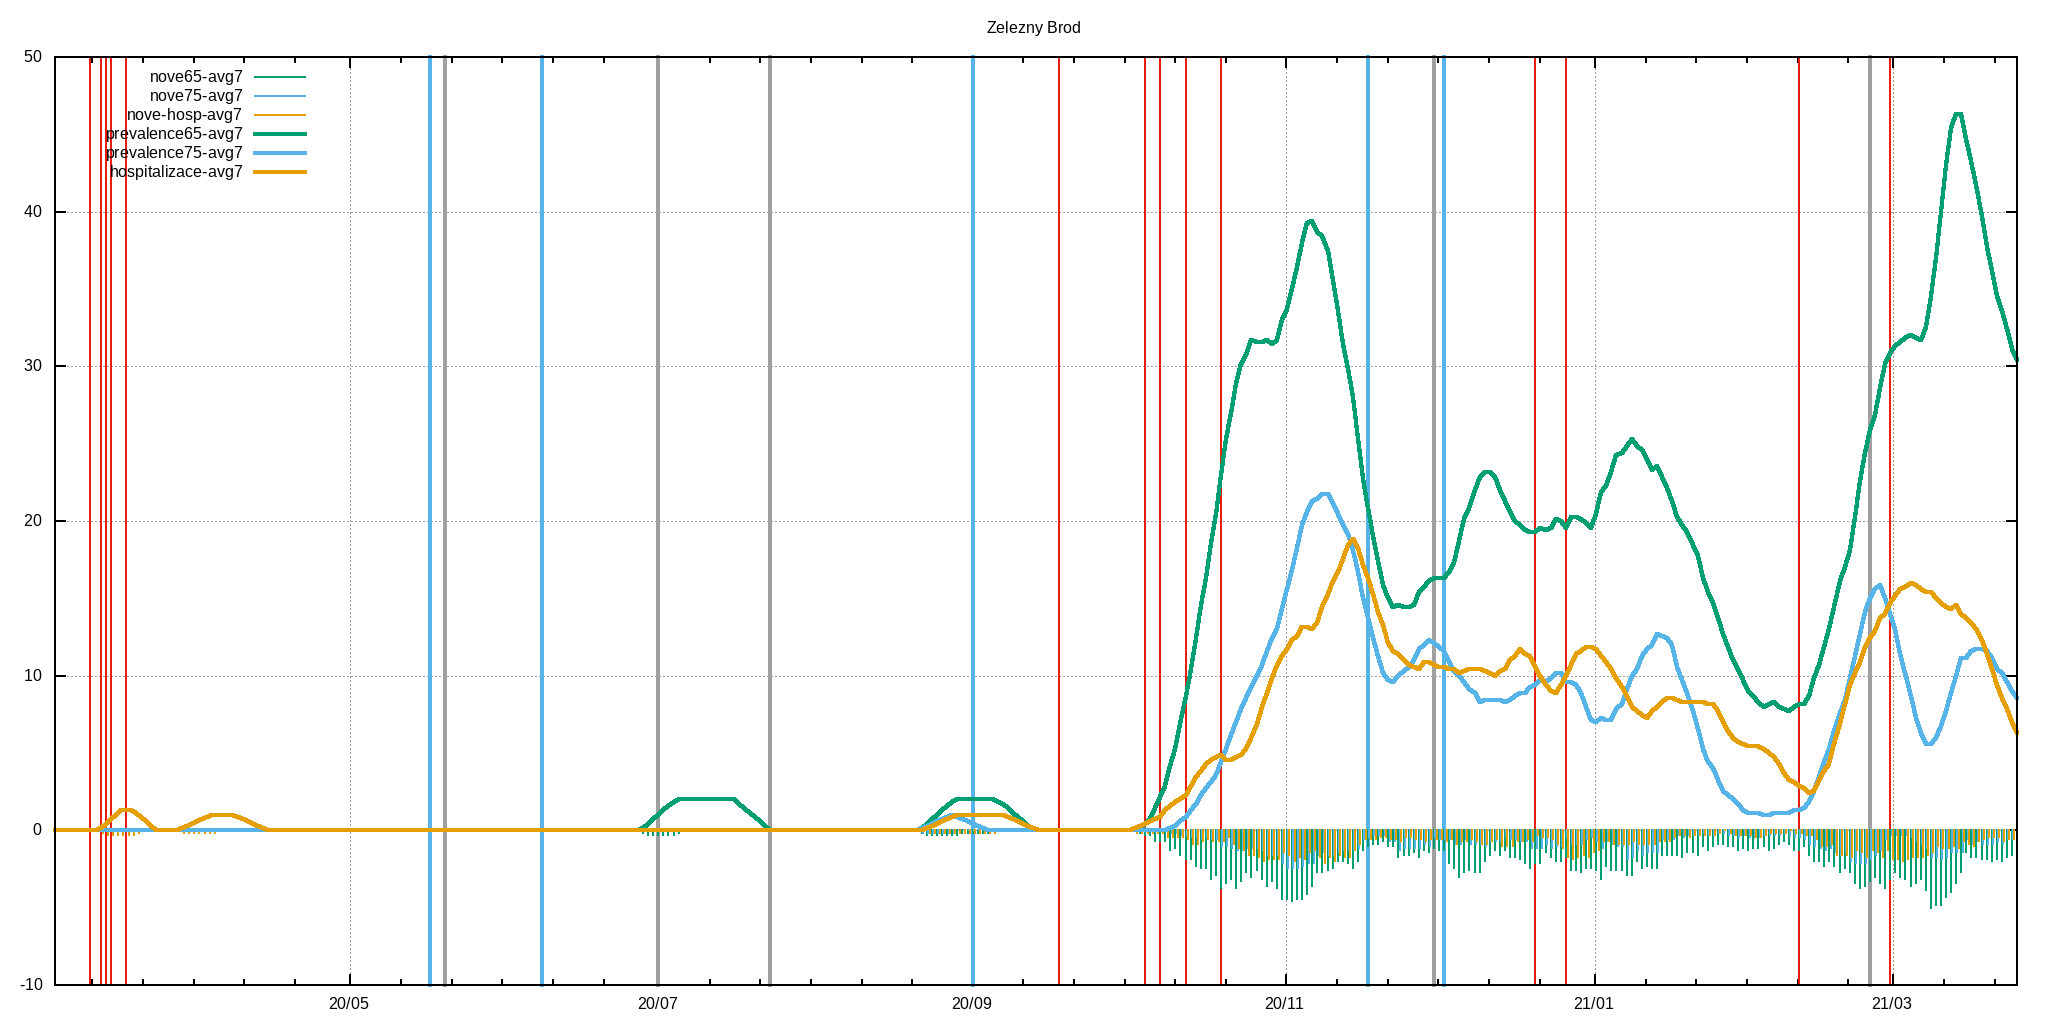 Zelezny Brod
50
nove65-avg7
nove75-avg7
nove-hosp-avg7
prevalence65-avg7
prevalence75-avg7
hospitalizace-avg7
40
30
20
10
0
-10
20/05 20/07 20/09 20/11 21/01 21/03